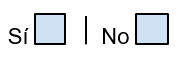 Sí | No